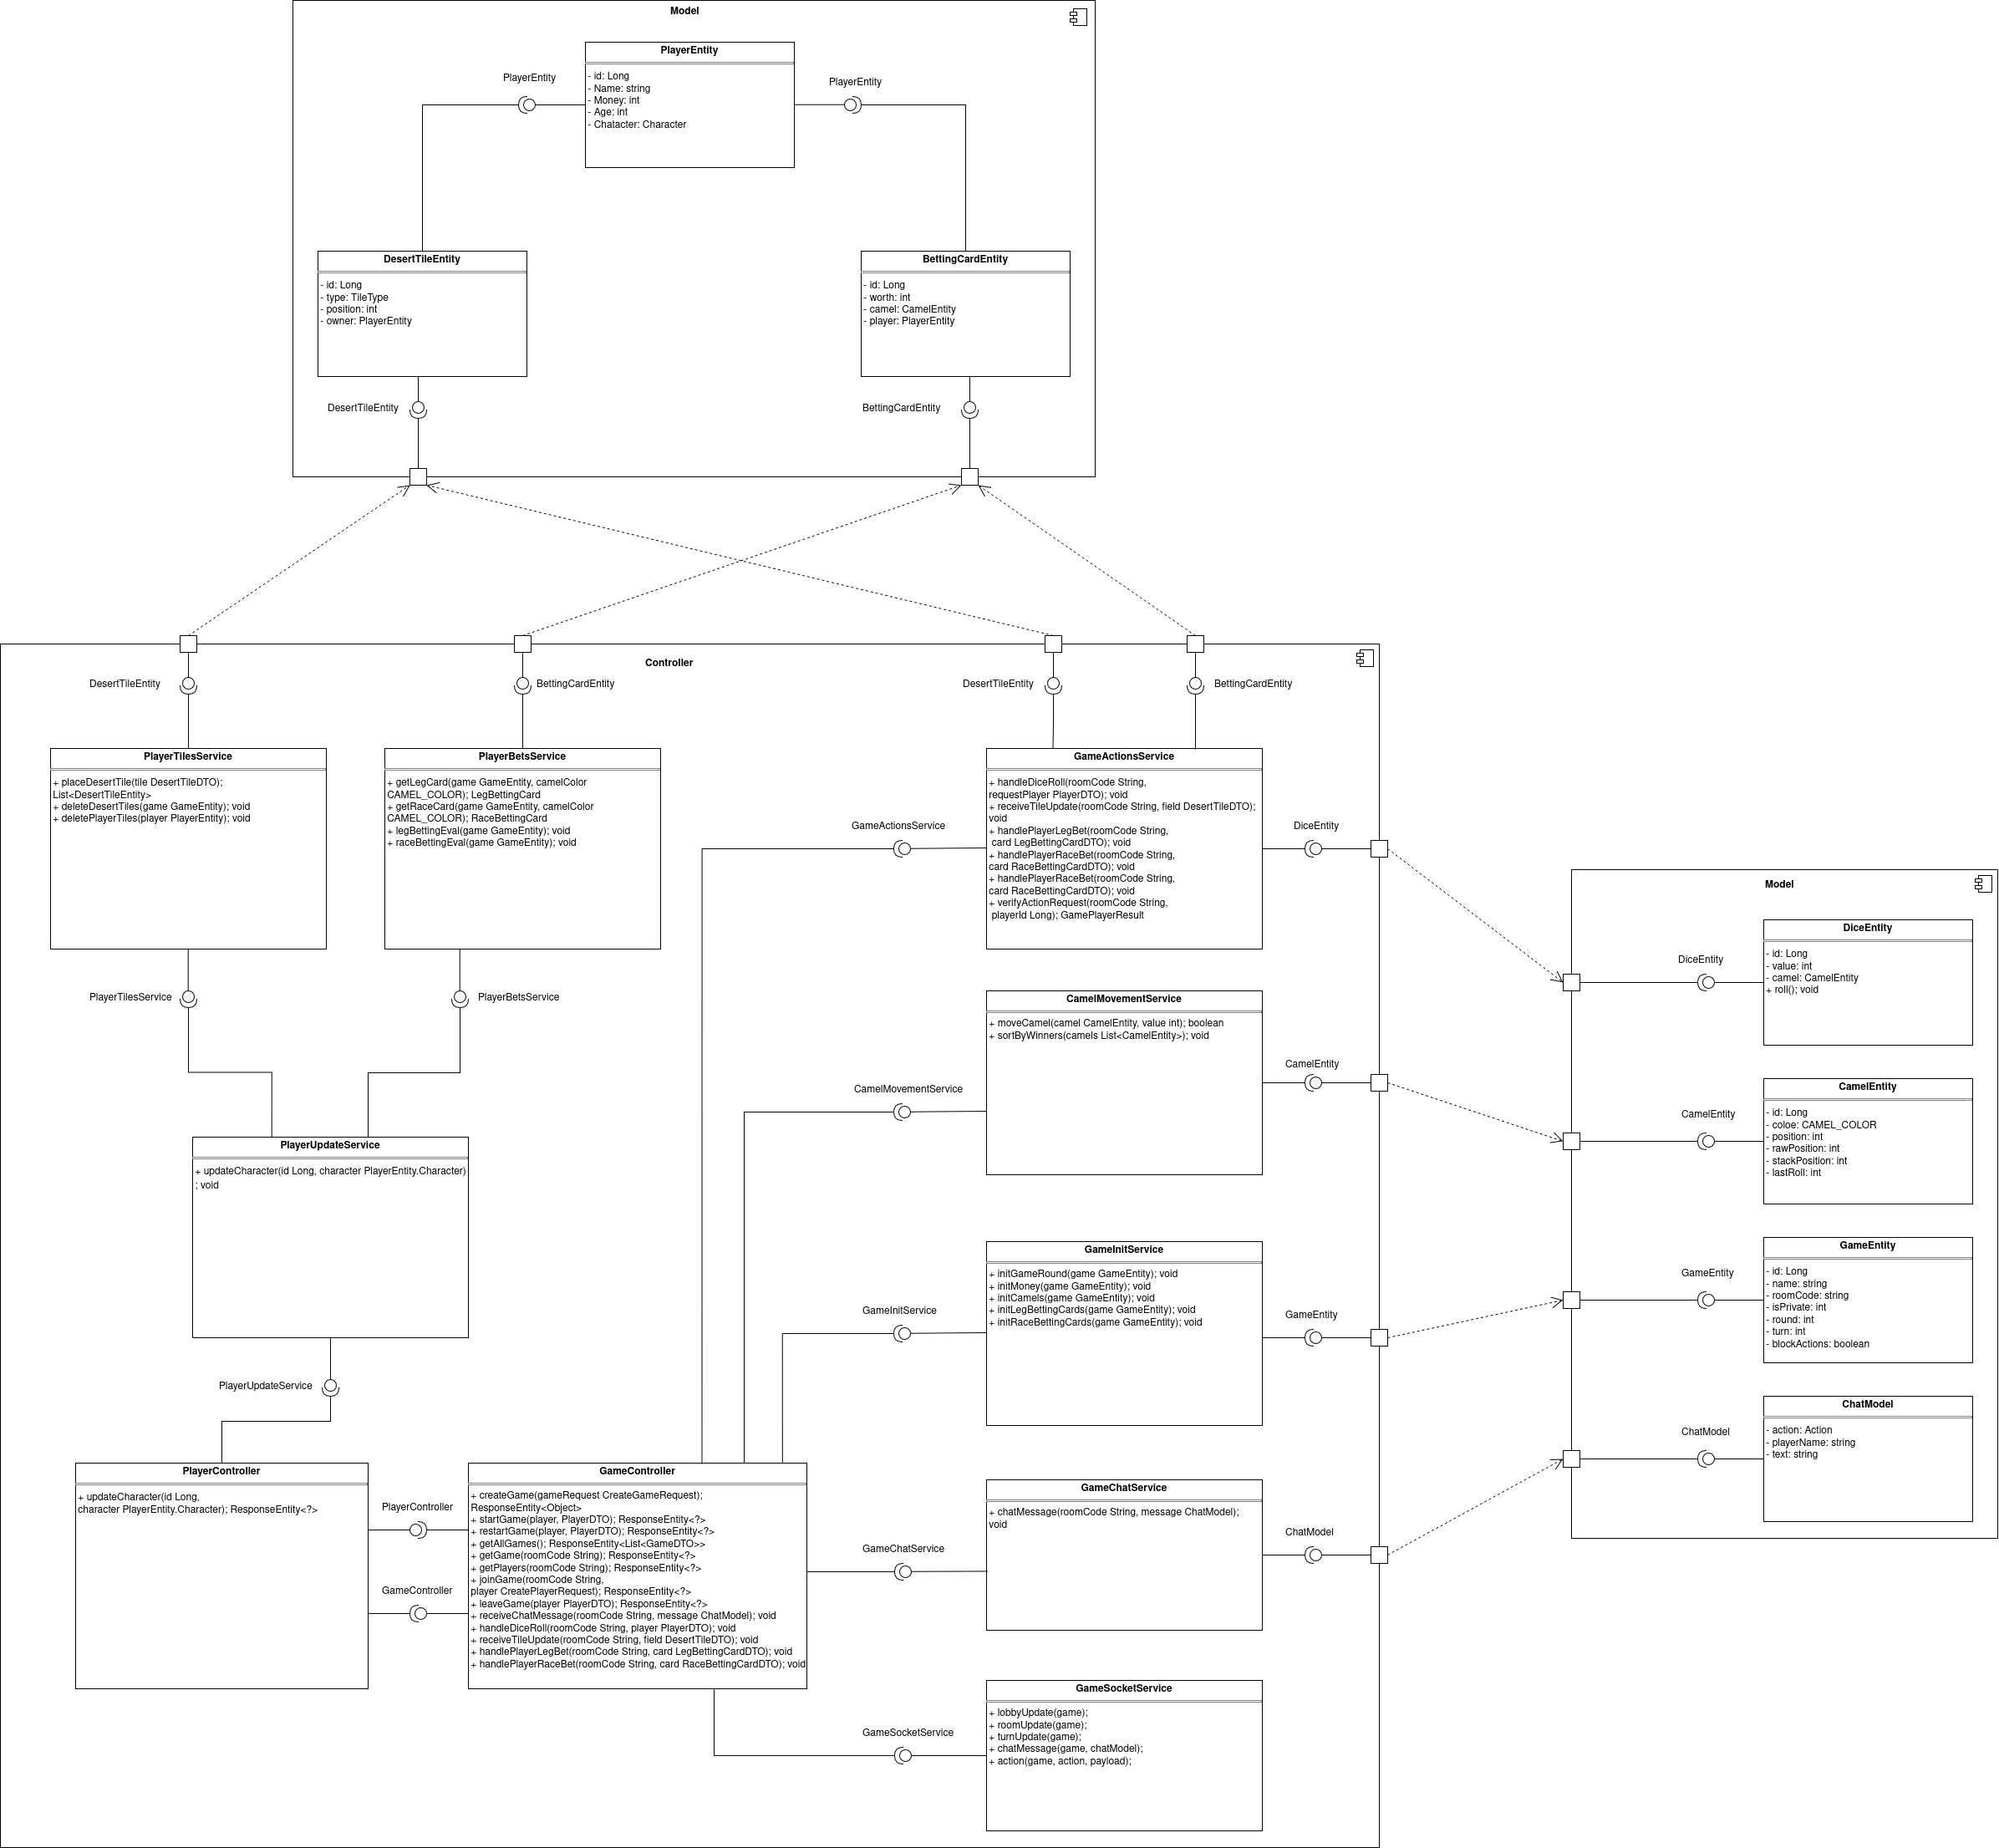 Model
PlayerEntity
- id: Long
- Name: string
- Money: int
- Age: int
- Chatacter: Character
PlayerEntity
PlayerEntity
DesertTileEntity
- id: Long
- type: TileType
- position: int
- owner: PlayerEntity
BettingCardEntity
- id: Long
- worth: int
- camel: CamelEntity
- player: PlayerEntity
DesertTileEntity
BettingCardEntity
Controller
DesertTileEntity
BettingCardEntity
DesertTileEntity
BettingCardEntity
PlayerTilesService
+ placeDesertTile(tile DesertTileDTO);
List<DesertTileEntity>
+ deleteDesertTiles(game GameEntity); void
+ deletePlayerTiles(player PlayerEntity); void
PlayerBetsService
+ getLegCard(game GameEntity, camelColor
CAMEL_COLOR); LegBettingCard
+ getRaceCard(game GameEntity, camelColor
CAMEL_COLOR); RaceBettingCard
+ legBettingEval(game GameEntity); void
+ raceBettingEval(game GameEntity); void
GameActionsService
+ handleDiceRoll(roomCode String,
requestPlayer PlayerDTO); void
+ receiveTileUpdate(roomCode String, field DesertTileDTO);
void
+ handlePlayerLegBet(roomCode String,
card LegBettingCardDTO); void
+ handlePlayerRaceBet(roomCode String,
card RaceBettingCardDTO); void
+ handlePlayerRaceBet(roomCode String,
card RaceBettingCardDTO); void
+ verifyActionRequest(roomCode String,
playerId Long); GamePlayerResult
GameActionsService
DiceEntity
PlayerTilesService
PlayerBetsService
CamelMovementService
+ moveCamel(camel CamelEntity, value int); boolean
+ sortByWinners(camels List<CamelEntity>); void
CamelMovementService
CamelEntity
PlayerUpdateService
+ updateCharacter(id Long, character PlayerEntity.Character)
; void
GameInitService
+ initGameRound(game GameEntity); void
+ initMoney(game GameEntity); void
+ initCamels(game GameEntity); void
+ initLegBettingCards(game GameEntity); void
+ initRaceBettingCards(game GameEntity); void
GameInitService
GameEntity
PlayerUpdateService
PlayerController
+ updateCharacter(id Long,
character PlayerEntity.Character); ResponseEntity<?>
PlayerController
GameController
GameController
+ createGame(gameRequest CreateGameRequest);
ResponseEntity<Object>
+ startGame(player, PlayerDTO); ResponseEntity<?>
+ restartGame(player, PlayerDTO); ResponseEntity<?>
+ getAllGames(); ResponseEntity<List<GameDTO>>
+ getGame(roomCode String); ResponseEntity<?>
+ getPlayers(roomCode String); ResponseEntity<?>
+ joinGame(roomCode String,
player CreatePlayerRequest); ResponseEntity<?>
+ leaveGame(player PlayerDTO); ResponseEntity<?>
+ receiveChatMessage(roomCode String, message ChatModel); void
+ handleDiceRoll(roomCode String, player PlayerDTO); void
+ receiveTileUpdate(roomCode String, field DesertTileDTO); void
+ handlePlayerLegBet(roomCode String, card LegBettingCardDTO); void
+ handlePlayerRaceBet(roomCode String, card RaceBettingCardDTO); void
GameChatService
+ chatMessage(roomCode String, message ChatModel);
void
GameChatService
ChatModel
GameSocketService
+ lobbyUpdate(game);
+ roomUpdate(game);
+ turnUpdate(game);
+ chatMessage(game, chatModel);
+ action(game, action, payload);
GameSocketService
Model
DiceEntity
DiceEntity
- id: Long
- value: int
- camel: CamelEntity
+ roll(); void
CamelEntity
CamelEntity
- id: Long
- coloe: CAMEL_COLOR
- position: int
- rawPosition: int
- stackPosition: int
- lastRoll: int
GameEntity
GameEntity
- id: Long
- name: string
- roomCode: string
- isPrivate: int
- round: int
- turn: int
- blockActions: boolean
ChatModel
ChatModel
- action: Action
- playerName: string
- text: string